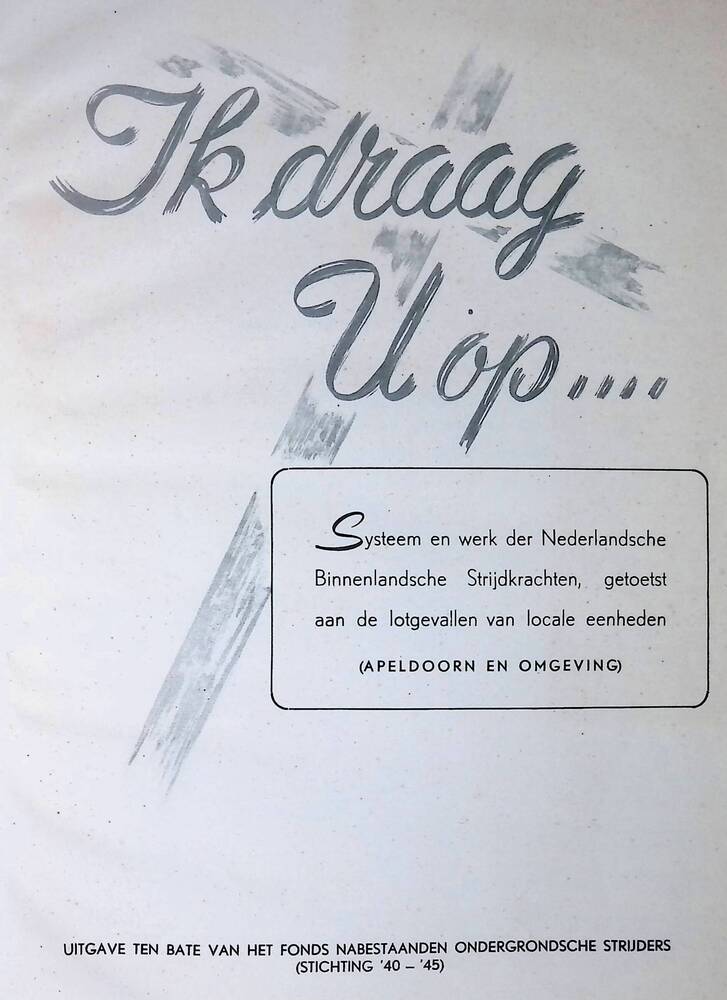 Ik draag
U op....
Systeem en werk der Nederlandsche
Binnenlandsche Strijdkrachten, getoetst
aan de lotgevallen van locale eenheden
(APELDOORN EN OMGEVING)
UITGAVE TEN BATE VAN HET FONDS NABESTAANDEN ONDERGRONDSCHE STRIJDERS
(STICHTING '40 – '45)